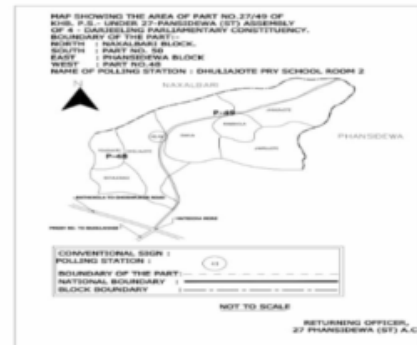 MAP SHOWING THE AREA OF PART NO.27/49 OF
KHB. P.S.- UNDER 27-PANSIDEWA (ST) ASSEMBLY
OF 4 - DARJEELING PARLIAMENTARY CONSTITUENCY.
BOUNDARY OF THE PART:-
NORTH : NAXALBARI BLOCK.
SOUTH : PART NO. 50
EAST : PHANSIDEWA BLOCK
WEST : PART NO.48
NAME OF POLLING STATION : DHULIAJOTE PRY SCHOOL ROOM 2
N
NAXALBARI
P-49
PHANSIDEWA
P-48
CONVENTIONAL SIGN :
POLLING STATION :
BOUNDARY OF THE PART:
NATIONAL BOUNDARY :
BLOCK BOUNDARY :
NOT TO SCALE
RETURNING OFFICER,
27 PHANSIDEWA (ST) A.C